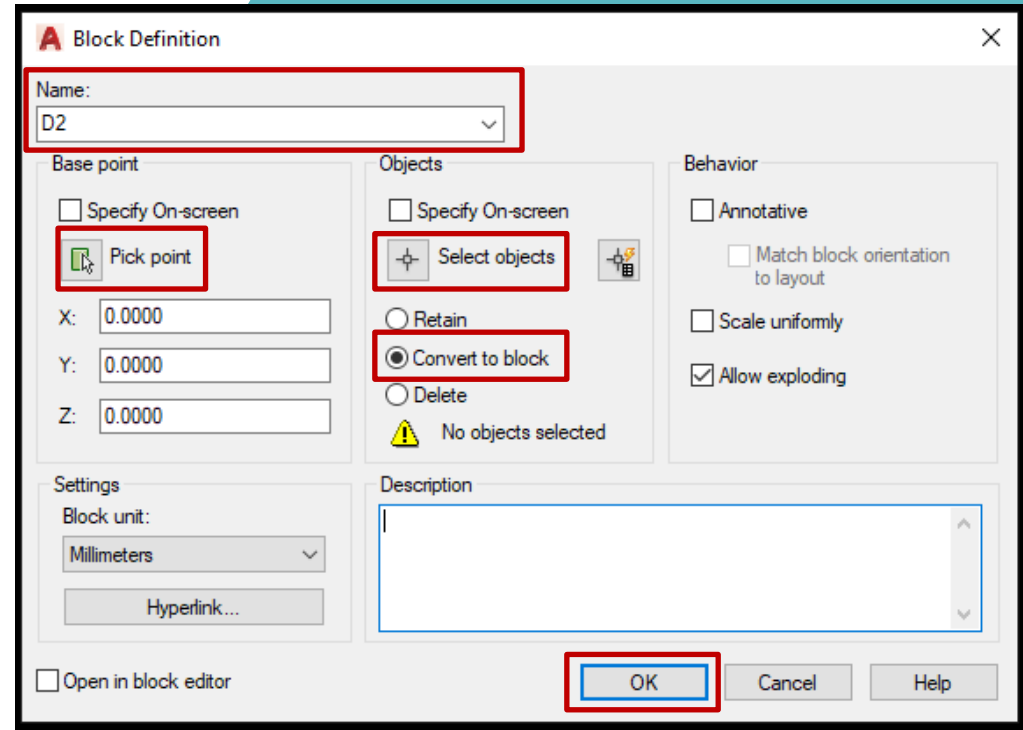 Block Definition
Name:
D2
Base point
Specify On-screen
Pick point
X: 0.0000
Y: 0.0000
Z: 0.0000
Objects
Specify On-screen
Select objects
Retain
Convert to block
Delete
No objects selected
Behavior
Annotative
Match block orientation
to layout
Scale uniformly
Allow exploding
Settings
Block unit:
Millimeters
Hyperlink...
Description
Open in block editor
OK
Cancel
Help